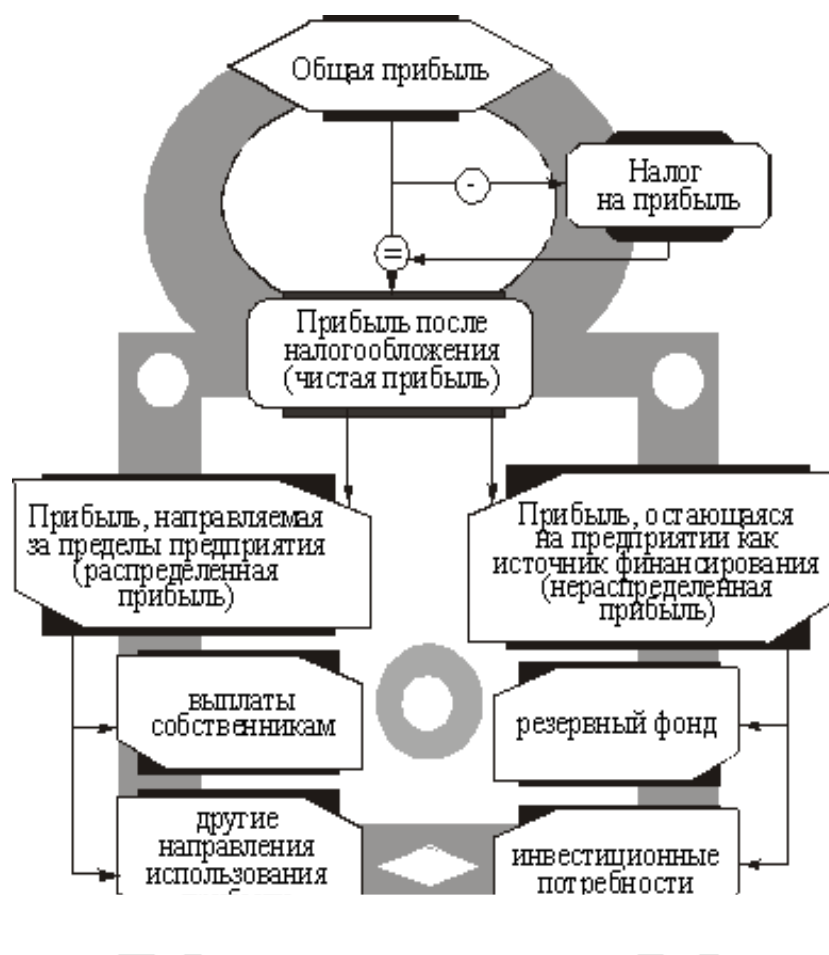 Общая прибыль
-
Налог
на прибыль
=
Прибыль после
налогообложения
(чистая прибыль)
Прибыль, направляемая
за пределы предприятия
(распределенная
прибыль)
Прибыль, остающаяся
на предприятии как
источник финансирования
(нераспределенная
прибыль)
выплаты
собственникам
резервный фонд
другие
направления
использования
инвестиционные
потребности